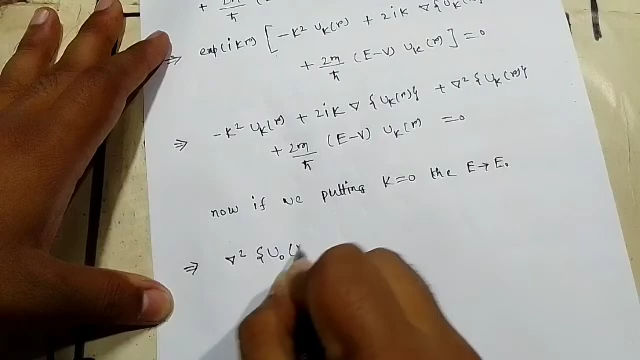 + 2m/ħ
exp(ikr) [ -K² U_k(r) + 2ik ∇{U_k(r)
⇒ + 2m/ħ (E-V) U_k(r) ] = 0
⇒ -K² U_k(r) + 2ik ∇ {U_k(r)} + ∇² {U_k(r)}
+ 2m/ħ (E-V) U_k(r) = 0
now if we putting K=0 the E→E₀
⇒ ∇² {U₀(